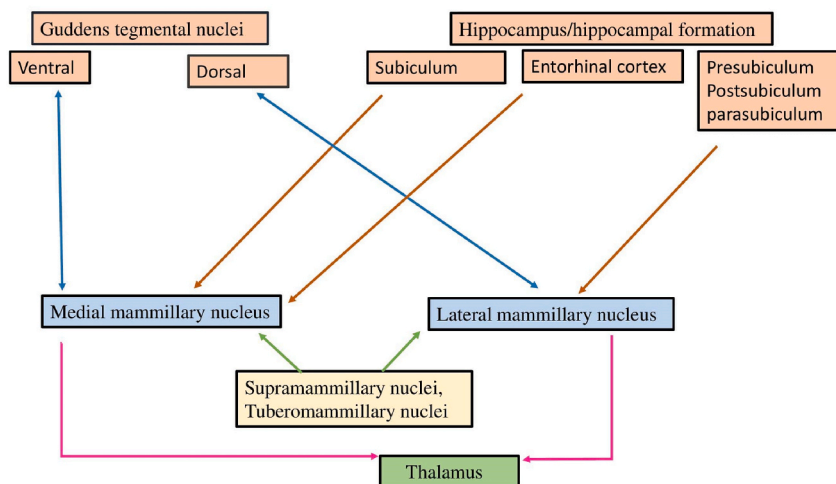 Guddens tegmental nuclei
Hippocampus/hippocampal formation
Ventral
Dorsal
Subiculum
Entorhinal cortex
Presubiculum
Postsubiculum
parasubiculum
Medial mammillary nucleus
Lateral mammillary nucleus
Supramammillary nuclei,
Tuberomammillary nuclei
Thalamus